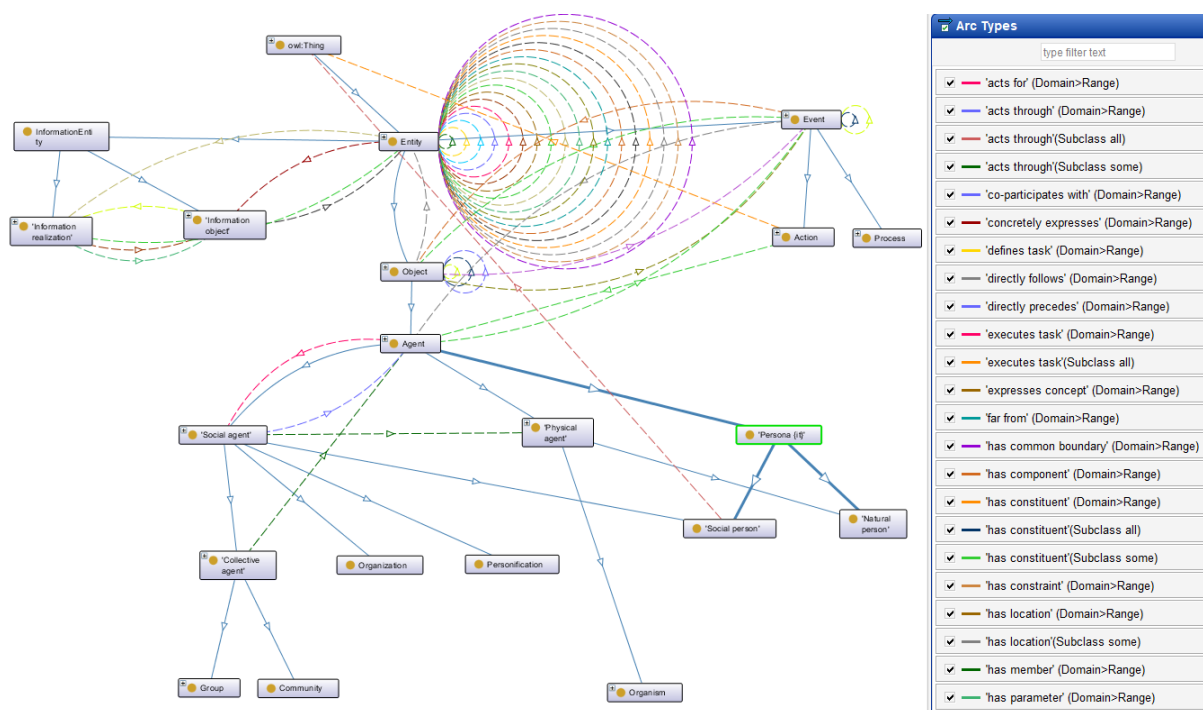 owl:Thing
InformationEnti
ty
Entity
Event
'Information
realization'
'Information
object'
Action
Process
Object
Agent
'Social agent'
'Physical
agent'
'Persona {it}'
'Social person'
'Natural
person'
'Collective
agent'
Organization
Personification
Group
Community
Organism
Arc Types
type filter text
'acts for' (Domain>Range)
'acts through' (Domain>Range)
'acts through'(Subclass all)
'acts through'(Subclass some)
'co-participates with' (Domain>Range)
'concretely expresses' (Domain>Range)
'defines task' (Domain>Range)
'directly follows' (Domain>Range)
'directly precedes' (Domain>Range)
'executes task' (Domain>Range)
'executes task'(Subclass all)
'expresses concept' (Domain>Range)
'far from' (Domain>Range)
'has common boundary' (Domain>Range)
'has component' (Domain>Range)
'has constituent' (Domain>Range)
'has constituent'(Subclass all)
'has constituent'(Subclass some)
'has constraint' (Domain>Range)
'has location' (Domain>Range)
'has location'(Subclass some)
'has member' (Domain>Range)
'has parameter' (Domain>Range)